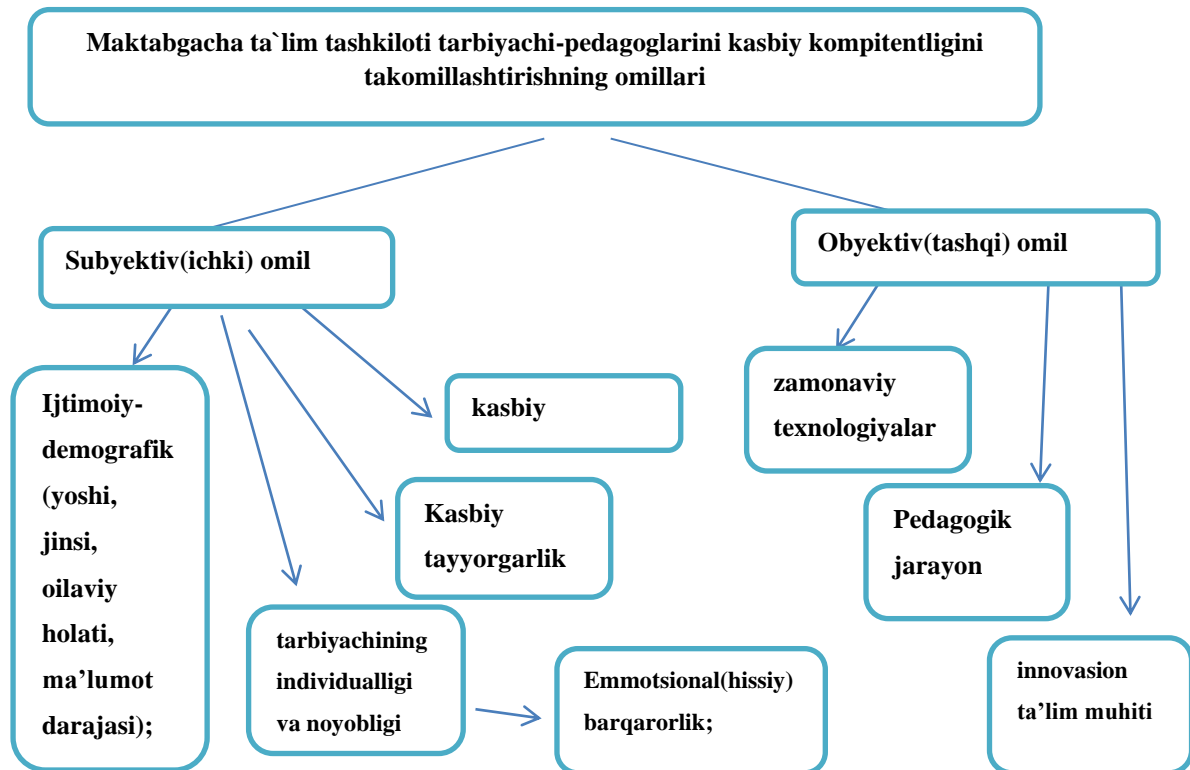 Maktabgacha ta`lim tashkiloti tarbiyachi-pedagoglarini kasbiy kompitentligini
takomillashtirishning omillari
Subyektiv(ichki) omil
Obyektiv(tashqi) omil
Ijtimoiy-
demografik
(yoshi,
jinsi,
oilaviy
holati,
ma’lumot
darajasi);
kasbiy
Kasbiy
tayyorgarlik
tarbiyachining
individualligi
va noyobligi
Emmotsional(hissiy)
barqarorlik;
zamonaviy
texnologiyalar
Pedagogik
jarayon
innovasion
ta’lim muhiti